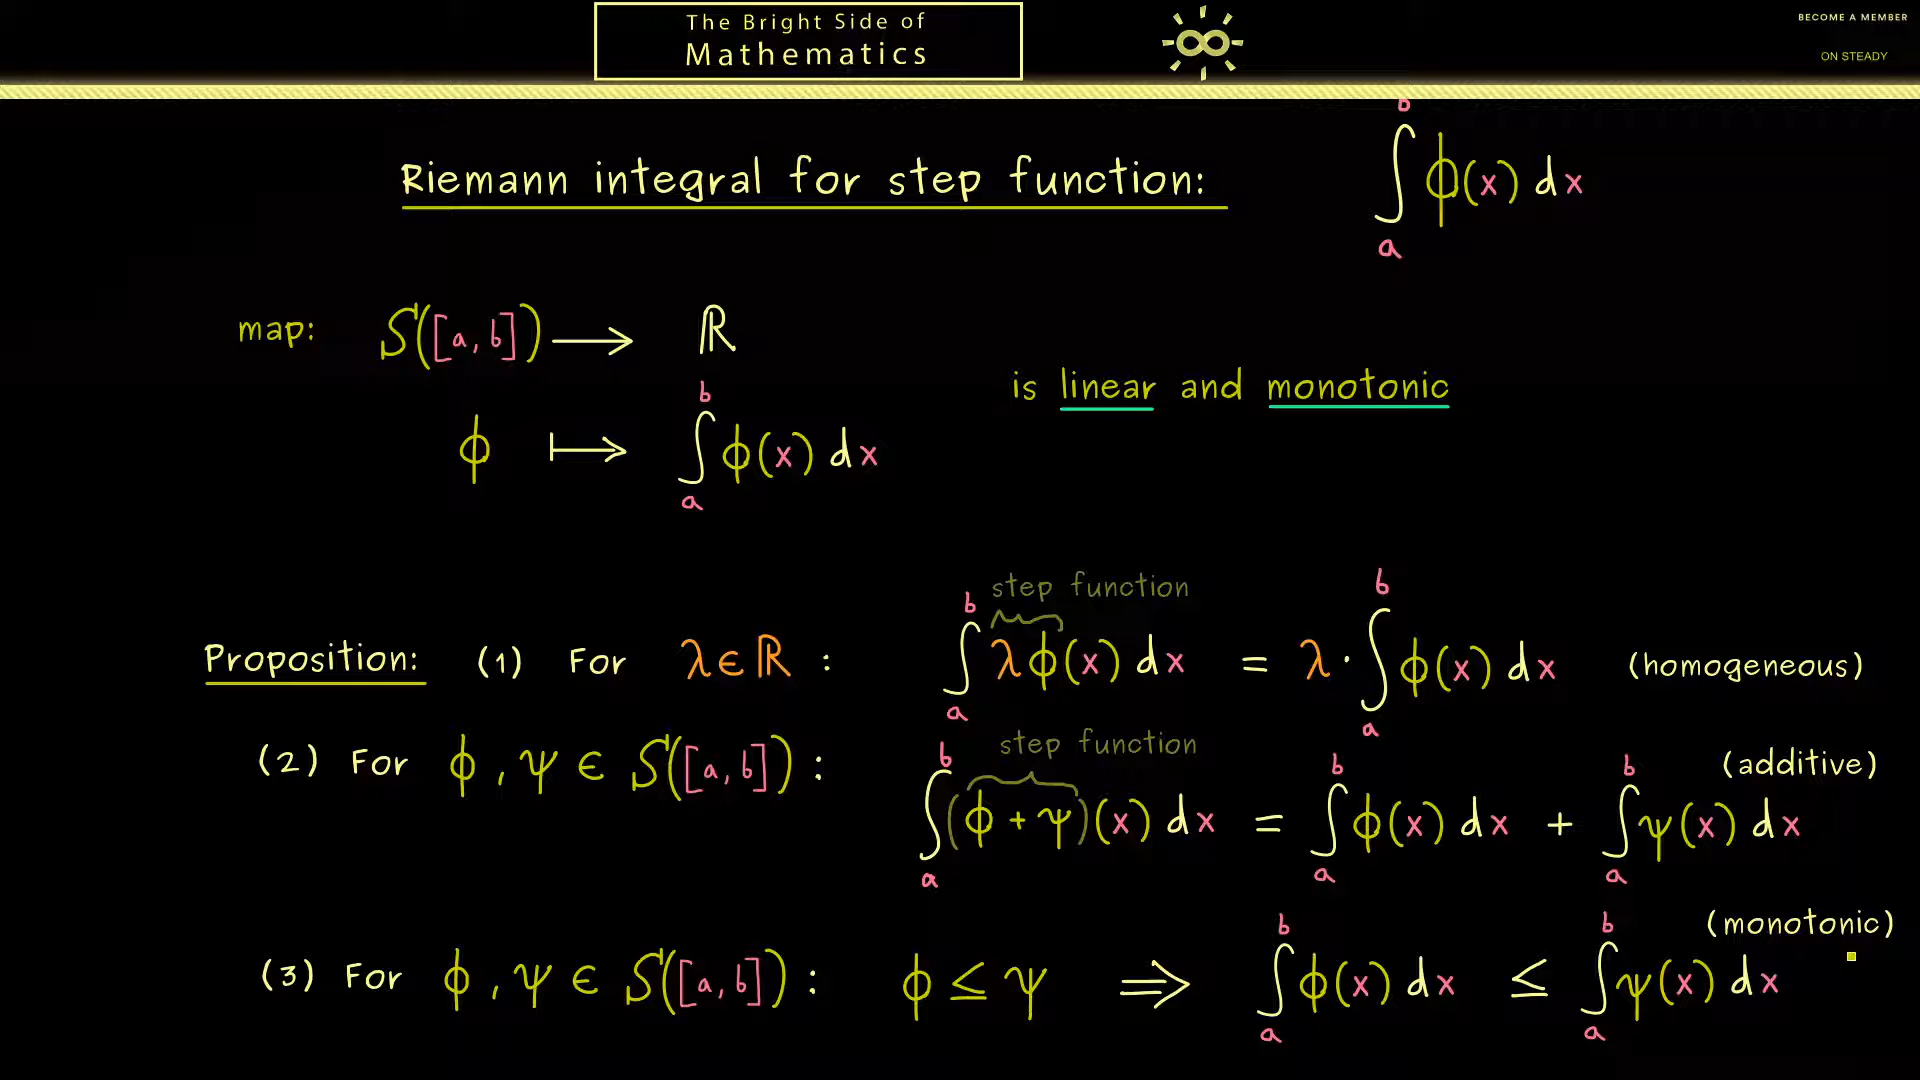 The Bright Side of
Mathematics
BECOME A MEMBER
ON STEADY
Riemann integral for step function: ∫_a^b ϕ(x) dx
map: S([a, b]) ⟶ ℝ
ϕ ⟼ ∫_a^b ϕ(x) dx
is linear and monotonic
step function
Proposition: (1) For λ ∈ ℝ : ∫_a^b λϕ(x) dx = λ · ∫_a^b ϕ(x) dx (homogeneous)
(2) For ϕ , ψ ∈ S([a, b]) :
step function
∫_a^b (ϕ + ψ)(x) dx = ∫_a^b ϕ(x) dx + ∫_a^b ψ(x) dx (additive)
(3) For ϕ , ψ ∈ S([a, b]) : ϕ ≤ ψ ⟹ ∫_a^b ϕ(x) dx ≤ ∫_a^b ψ(x) dx (monotonic)